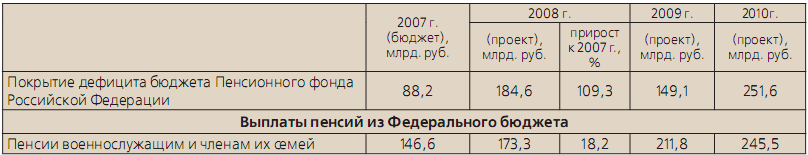 2007 г. (бюджет), млрд. руб.
2008 г.
2009 г.
2010г.
(проект), млрд. руб.
прирост к 2007 г., %
(проект), млрд. руб.
(проект), млрд. руб.
Покрытие дефицита бюджета Пенсионного фонда
Российской Федерации
88,2
184,6
109,3
149,1
251,6
Выплаты пенсий из Федерального бюджета
Пенсии военнослужащим и членам их семей
146,6
173,3
18,2
211,8
245,5